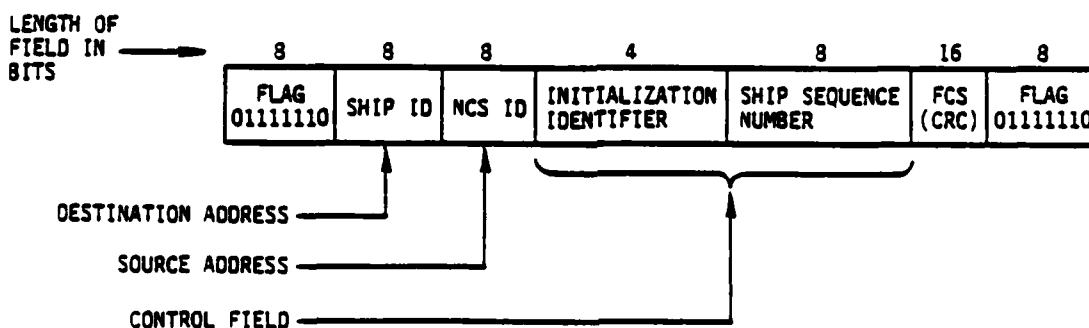 LENGTH OF
FIELD IN
BITS
8 8 8 4 8 16 8
FLAG
01111110
SHIP ID
NCS ID
INITIALIZATION
IDENTIFIER
SHIP SEQUENCE
NUMBER
FCS
(CRC)
FLAG
01111110
DESTINATION ADDRESS
SOURCE ADDRESS
CONTROL FIELD